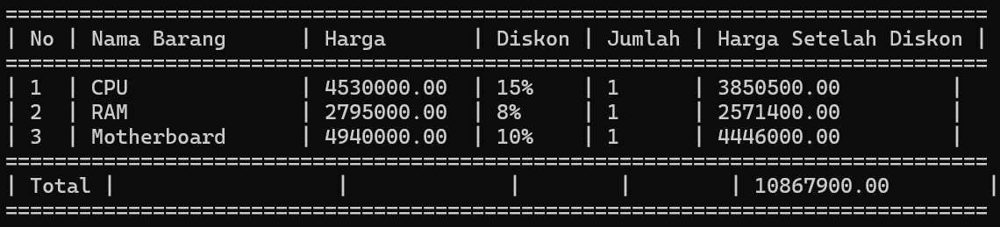 ================================================================================
| No | Nama Barang      | Harga       | Diskon | Jumlah | Harga Setelah Diskon |
================================================================================
| 1  | CPU              | 4530000.00  | 15%    | 1      | 3850500.00         |
| 2  | RAM              | 2795000.00  | 8%     | 1      | 2571400.00         |
| 3  | Motherboard      | 4940000.00  | 10%    | 1      | 4446000.00         |
================================================================================
| Total |                  |             |        |        | 10867900.00        |
================================================================================